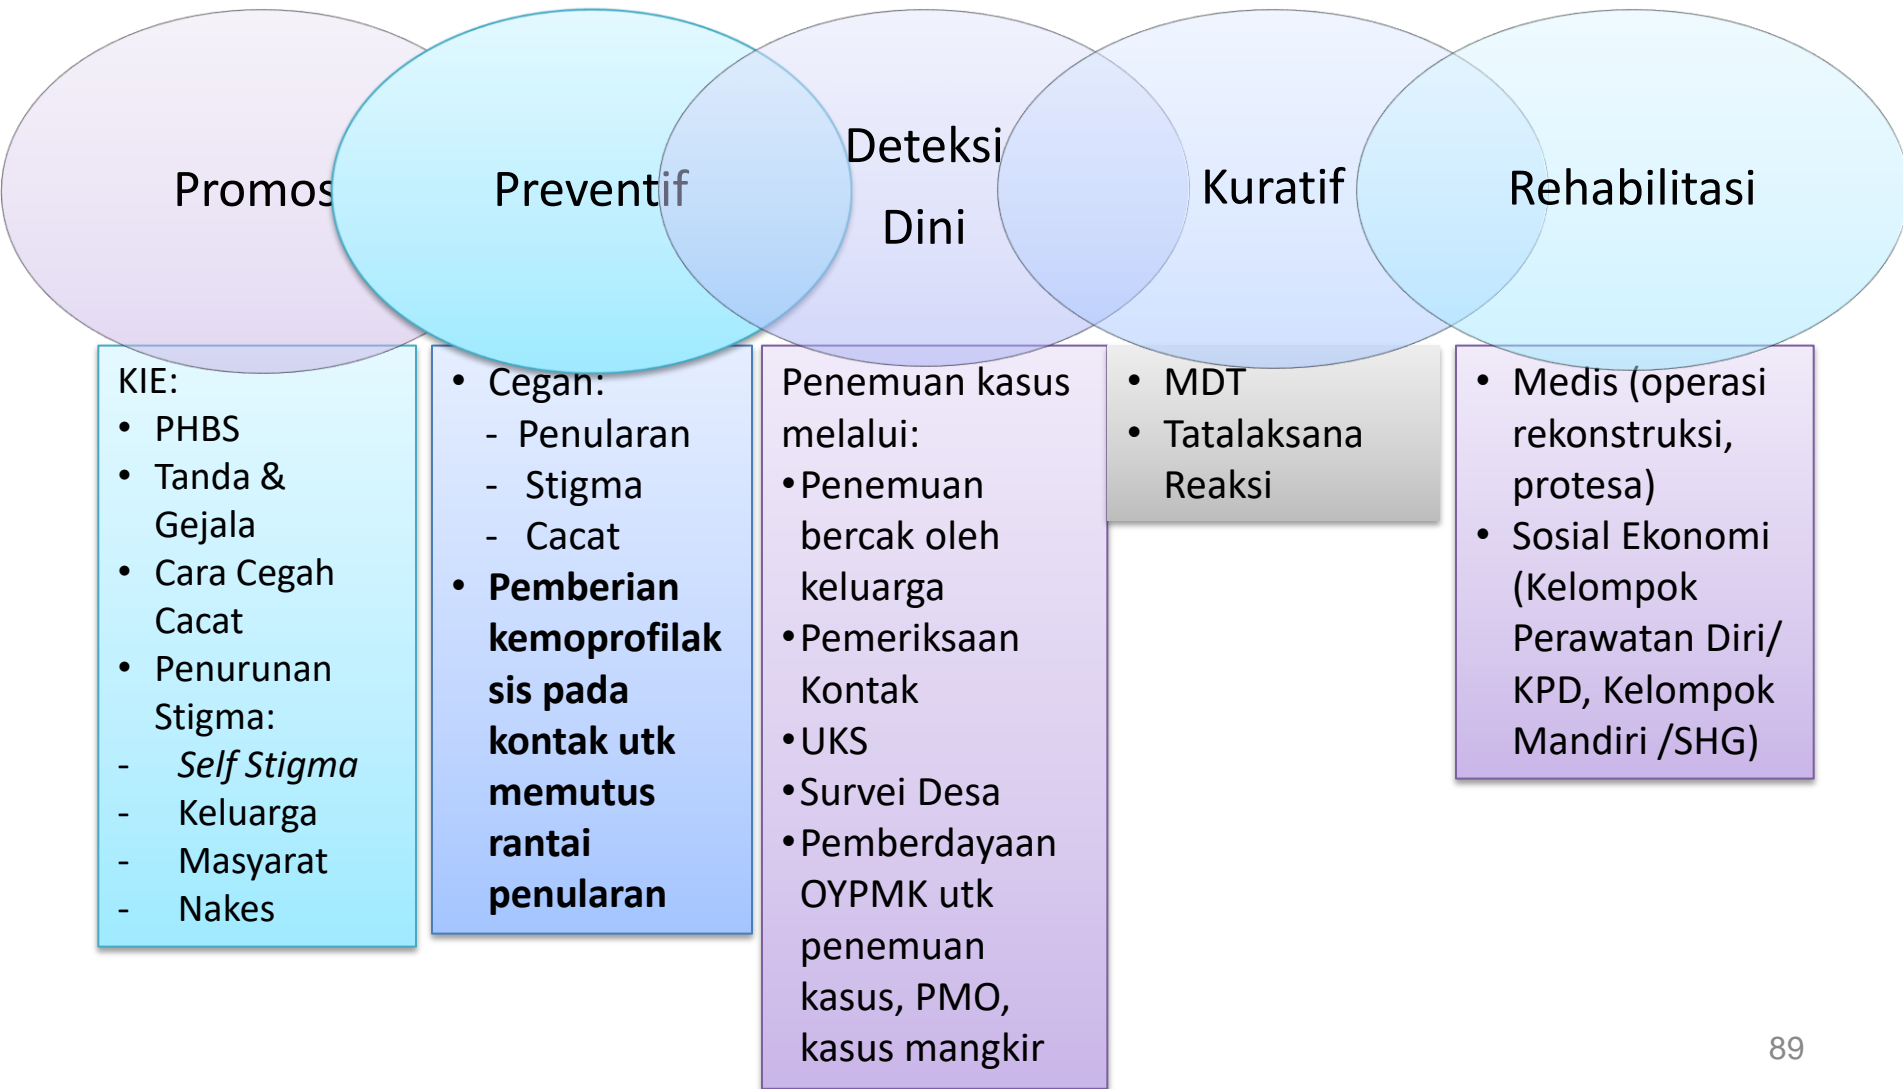 Promos
Preventif
Deteksi
Dini
Kuratif
Rehabilitasi
KIE:
• PHBS
• Tanda &
Gejala
• Cara Cegah
Cacat
• Penurunan
Stigma:
- Self Stigma
- Keluarga
- Masyarat
- Nakes
• Cegah:
- Penularan
- Stigma
- Cacat
• Pemberian
kemoprofilak
sis pada
kontak utk
memutus
rantai
penularan
Penemuan kasus
melalui:
•Penemuan
bercak oleh
keluarga
•Pemeriksaan
Kontak
•UKS
•Survei Desa
•Pemberdayaan
OYPMK utk
penemuan
kasus, PMO,
kasus mangkir
• MDT
• Tatalaksana
Reaksi
• Medis (operasi
rekonstruksi,
protesa)
• Sosial Ekonomi
(Kelompok
Perawatan Diri/
KPD, Kelompok
Mandiri /SHG)
89